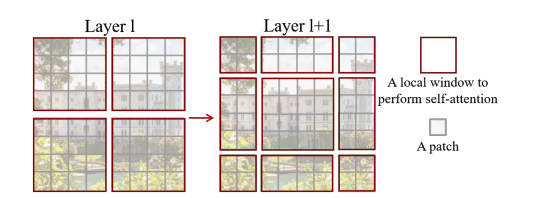 Layer l
Layer l+1
A local window to
perform self-attention
A patch